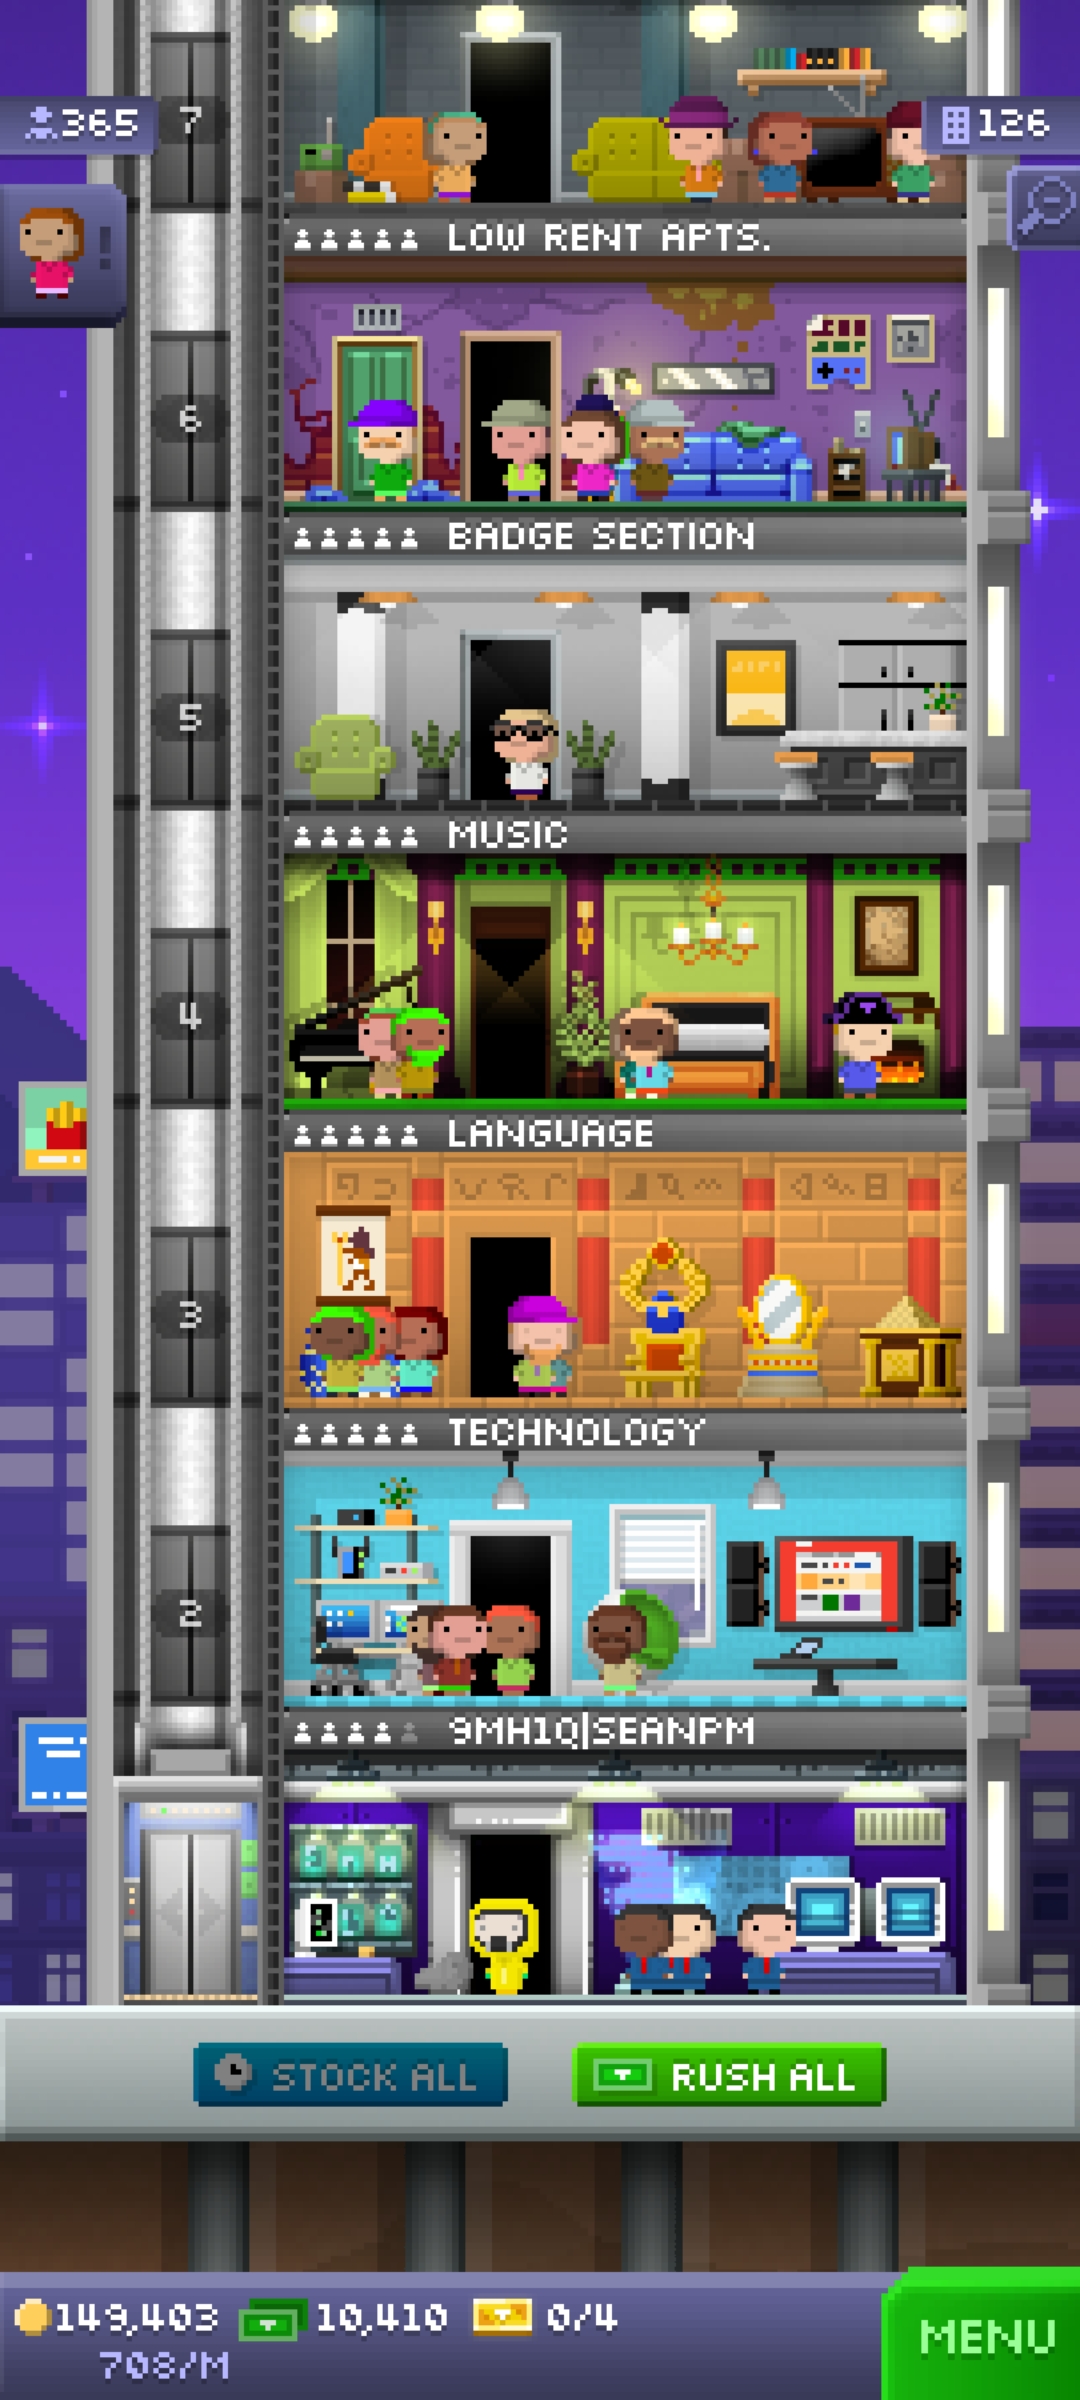 365
7
126
!
LOW RENT APTS.
6
BADGE SECTION
5
MUSIC
4
LANGUAGE
3
TECHNOLOGY
2
9MH1Q|SEANPM
STOCK ALL
RUSH ALL
149,403
10,410
0/4
708/M
MENU